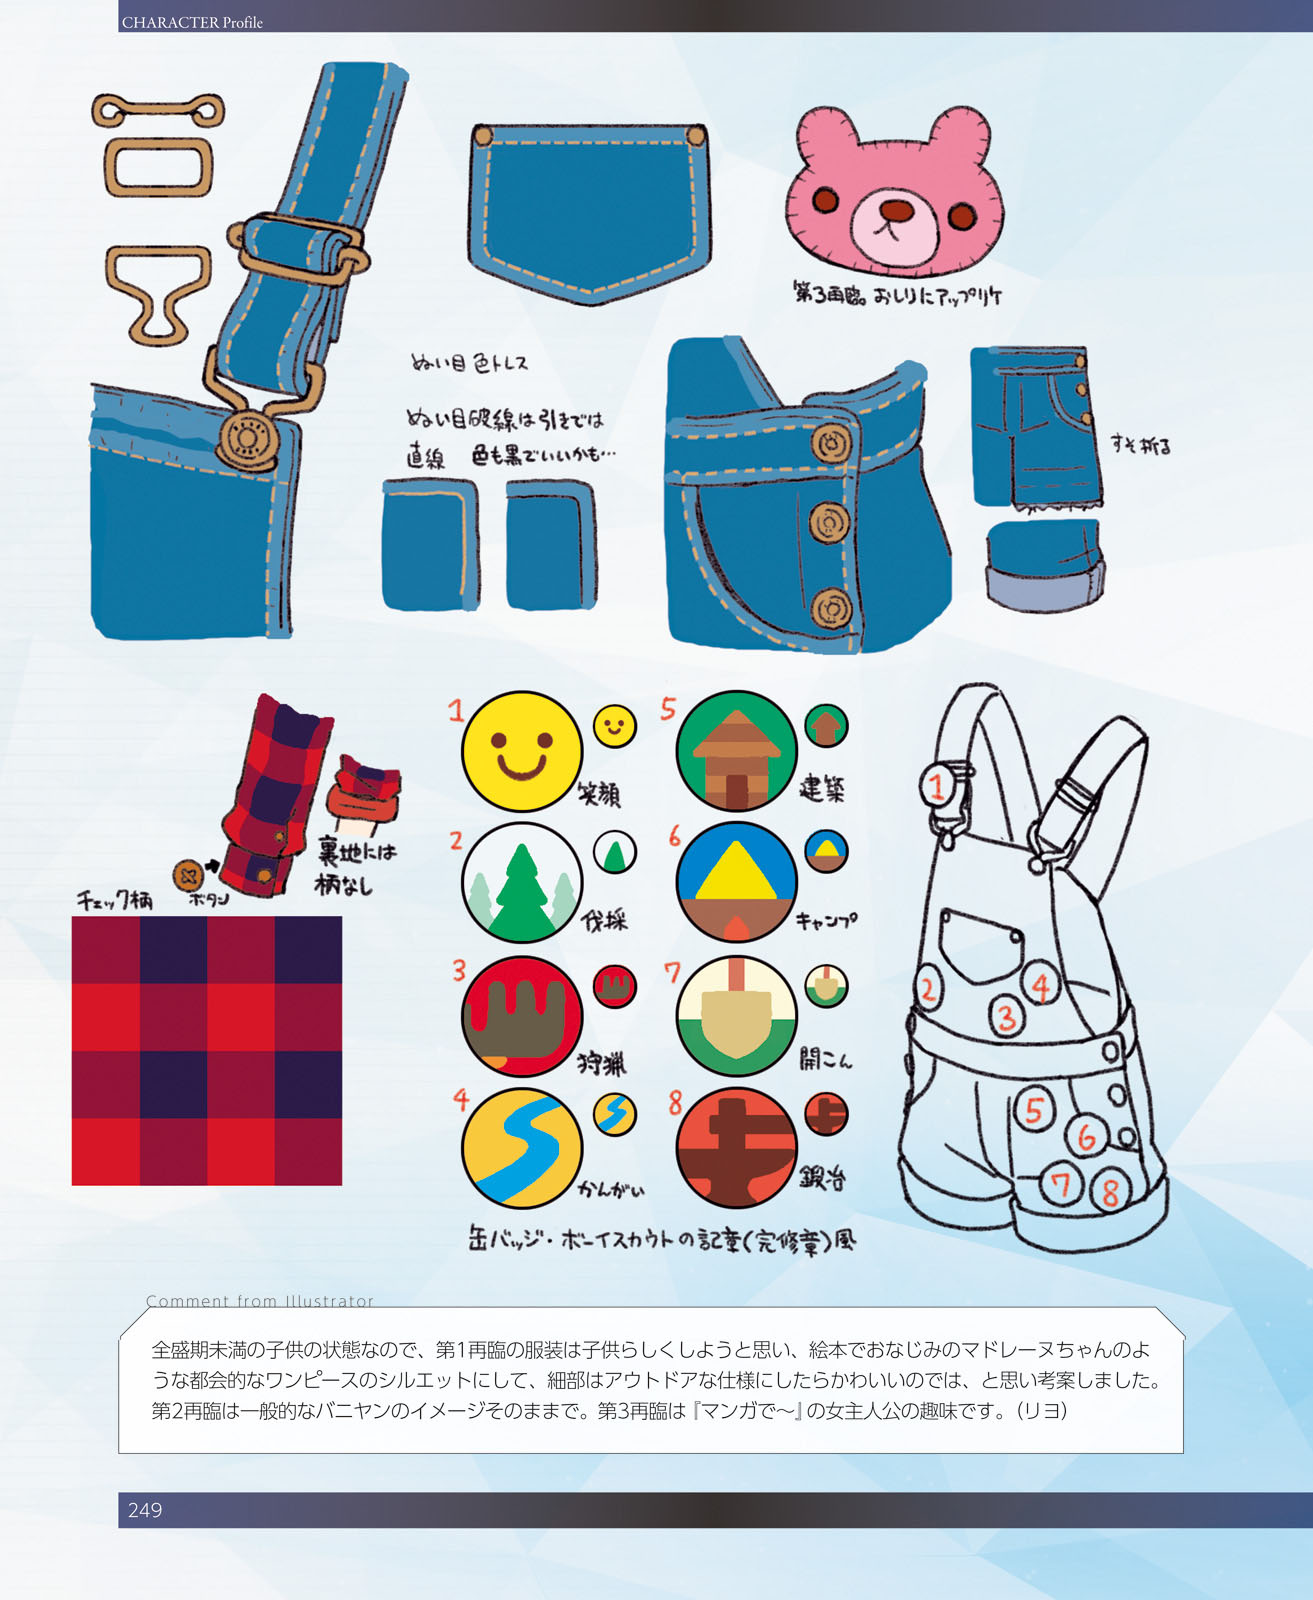 CHARACTER Profile
第3再臨。おしりにアップリケ
ぬい目 色トレス
ぬい目破線は引きでは
直線 色も黒でいいかも…
すそ折る
裏地には
柄なし
チェック柄
ボタン
1
笑顔
2
伐採
3
狩猟
4
かんがい
5
建築
6
キャンプ
7
開こん
8
鍛冶
缶バッジ・ボーイスカウトの記章(完修章)風
1
2
4
3
5
6
7
8
Comment from Illustrator
全盛期未満の子供の状態なので、第1再臨の服装は子供らしくしようと思い、絵本でおなじみのマドレーヌちゃんのよ
うな都会的なワンピースのシルエットにして、細部はアウトドアな仕様にしたらかわいいのでは、と思い考案しました。
第2再臨は一般的なバニヤンのイメージそのままで。第3再臨は『マンガで〜』の女主人公の趣味です。（リヨ）
249